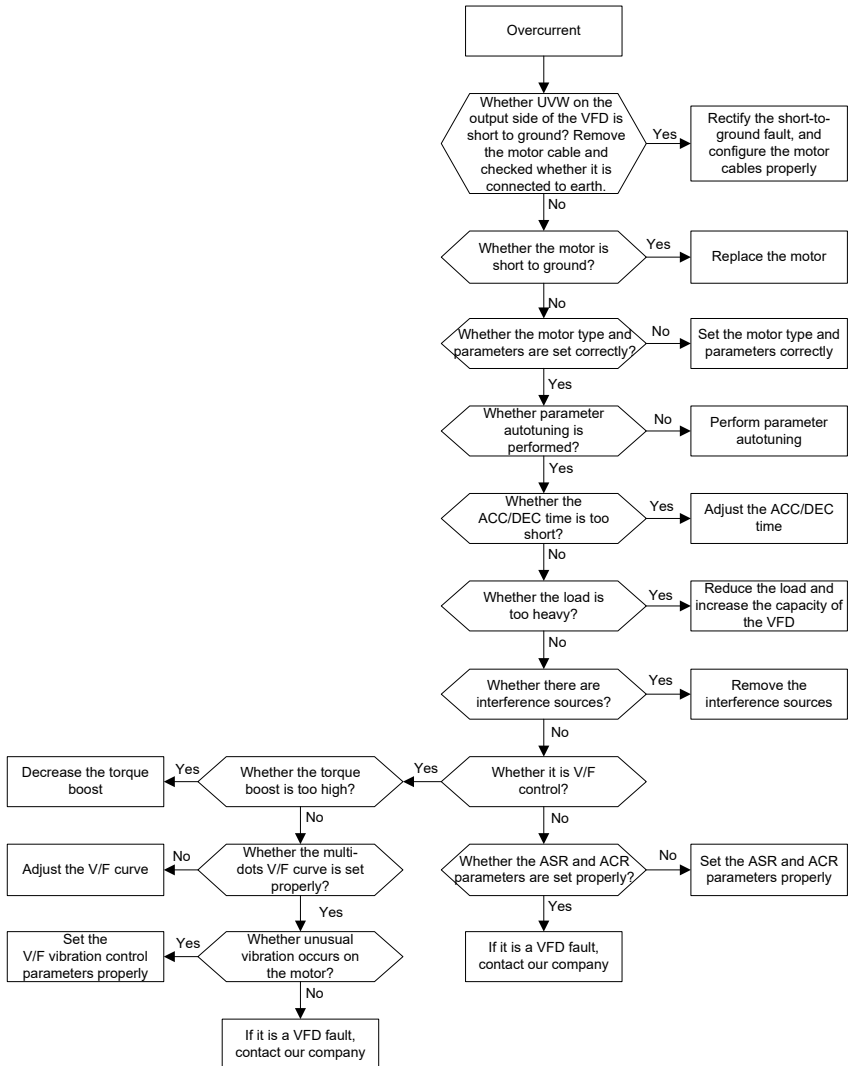 Overcurrent
Whether UVW on the
output side of the VFD is
short to ground? Remove
the motor cable and
checked whether it is
connected to earth.
Yes
Rectify the short-to-
ground fault, and
configure the motor
cables properly
No
Whether the motor is
short to ground?
Yes
Replace the motor
No
Whether the motor type and
parameters are set correctly?
No
Set the motor type and
parameters correctly
Yes
Whether parameter
autotuning is
performed?
No
Perform parameter
autotuning
Yes
Whether the
ACC/DEC time is too
short?
Yes
Adjust the ACC/DEC
time
No
Whether the load is
too heavy?
Yes
Reduce the load and
increase the capacity of
the VFD
No
Whether there are
interference sources?
Yes
Remove the
interference sources
No
Whether it is V/F
control?
Yes
Whether the torque
boost is too high?
Yes
Decrease the torque
boost
No
Whether the multi-
dots V/F curve is set
properly?
No
Adjust the V/F curve
Yes
Whether unusual
vibration occurs on
the motor?
Yes
Set the
V/F vibration control
parameters properly
No
If it is a VFD fault,
contact our company
No
Whether the ASR and ACR
parameters are set properly?
No
Set the ASR and ACR
parameters properly
Yes
If it is a VFD fault,
contact our company